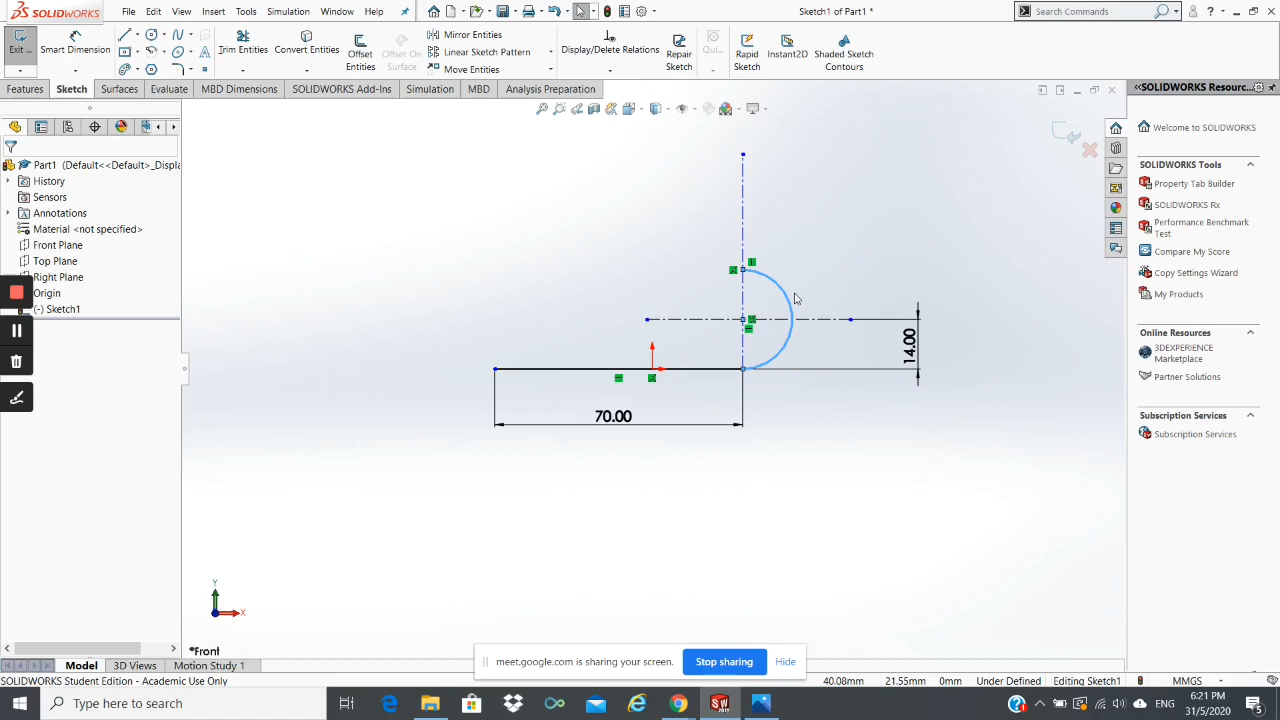 SOLIDWORKS File Edit View Insert Tools Simulation Window Help Sketch1 of Part1 * Search Commands
Exit... Smart Dimension Trim Entities Convert Entities Offset Entities Offset On Surface Mirror Entities Linear Sketch Pattern Move Entities Display/Delete Relations Repair Sketch Qui... Rapid Sketch Instant2D Shaded Sketch Contours
Features Sketch Surfaces Evaluate MBD Dimensions SOLIDWORKS Add-Ins Simulation MBD Analysis Preparation
SOLIDWORKS Resourc...
Part1 (Default<<Default>_Displa
History
Sensors
Annotations
Material <not specified>
Front Plane
Top Plane
Right Plane
Origin
(-) Sketch1
14.00
70.00
Y
X
*Front
Welcome to SOLIDWORKS
SOLIDWORKS Tools
Property Tab Builder
SOLIDWORKS Rx
Performance Benchmark
Test
Compare My Score
Copy Settings Wizard
My Products
Online Resources
3DEXPERIENCE
Marketplace
Partner Solutions
Subscription Services
Subscription Services
meet.google.com is sharing your screen. Stop sharing Hide
Model 3D Views Motion Study 1
SOLIDWORKS Student Edition - Academic Use Only 40.08mm 21.55mm 0mm Under Defined Editing Sketch1 MMGS
Type here to search ENG 6:21 PM 31/5/2020